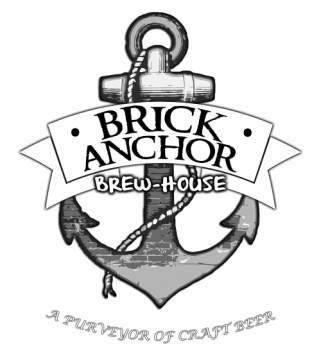 • BRICK •
ANCHOR
BREW-HOUSE
A PURVEYOR OF CRAFT BEER